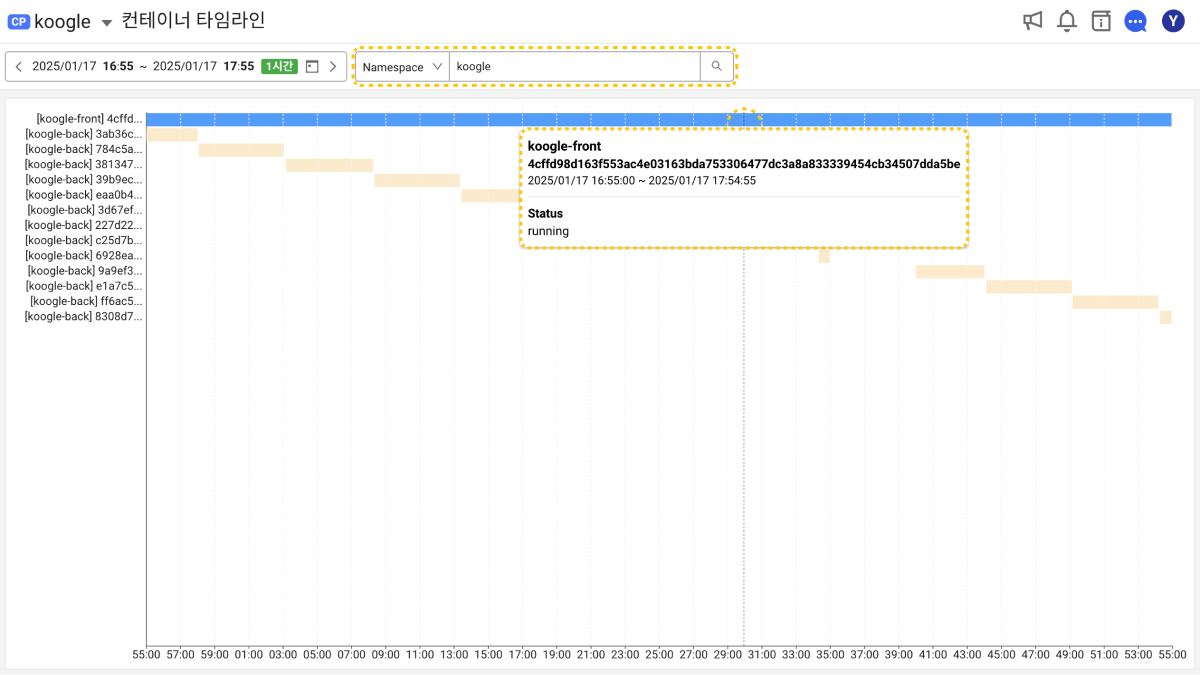 CP koogle 컨테이너 타임라인
Y
2025/01/17 16:55 ~ 2025/01/17 17:55 1시간
Namespace koogle
[koogle-front] 4cffd...
[koogle-back] 3ab36c...
[koogle-back] 784c5a...
[koogle-back] 381347...
[koogle-back] 39b9ec...
[koogle-back] eaa0b4...
[koogle-back] 3d67ef...
[koogle-back] 227d22...
[koogle-back] c25d7b...
[koogle-back] 6928ea...
[koogle-back] 9a9ef3...
[koogle-back] e1a7c5...
[koogle-back] ff6ac5...
[koogle-back] 8308d7...
koogle-front
4cffd98d163f553ac4e03163bda753306477dc3a8a833339454cb34507dda5be
2025/01/17 16:55:00 ~ 2025/01/17 17:54:55
Status
running
55:00 57:00 59:00 01:00 03:00 05:00 07:00 09:00 11:00 13:00 15:00 17:00 19:00 21:00 23:00 25:00 27:00 29:00 31:00 33:00 35:00 37:00 39:00 41:00 43:00 45:00 47:00 49:00 51:00 53:00 55:00